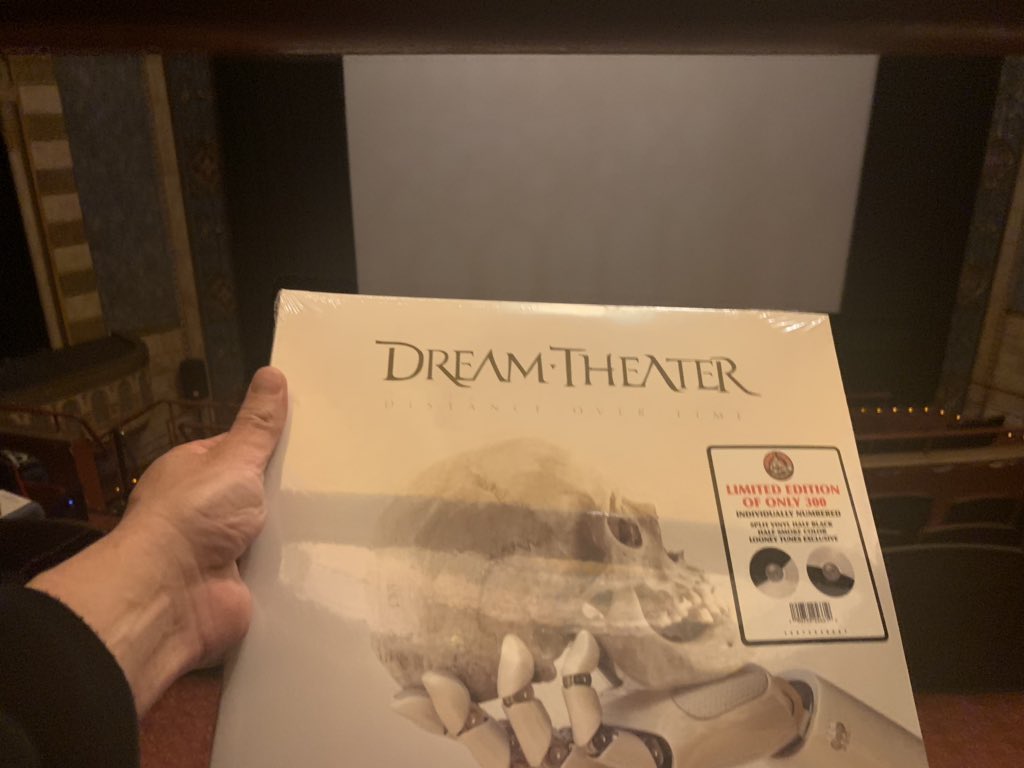 DREAM·THEATER
DISTANCE OVER TIME
LIMITED EDITION
OF ONLY 300
INDIVIDUALLY NUMBERED
SPLIT VINYL HALF BLACK
HALF SMOKE COLOR
LOONEY TUNES EXCLUSIVE